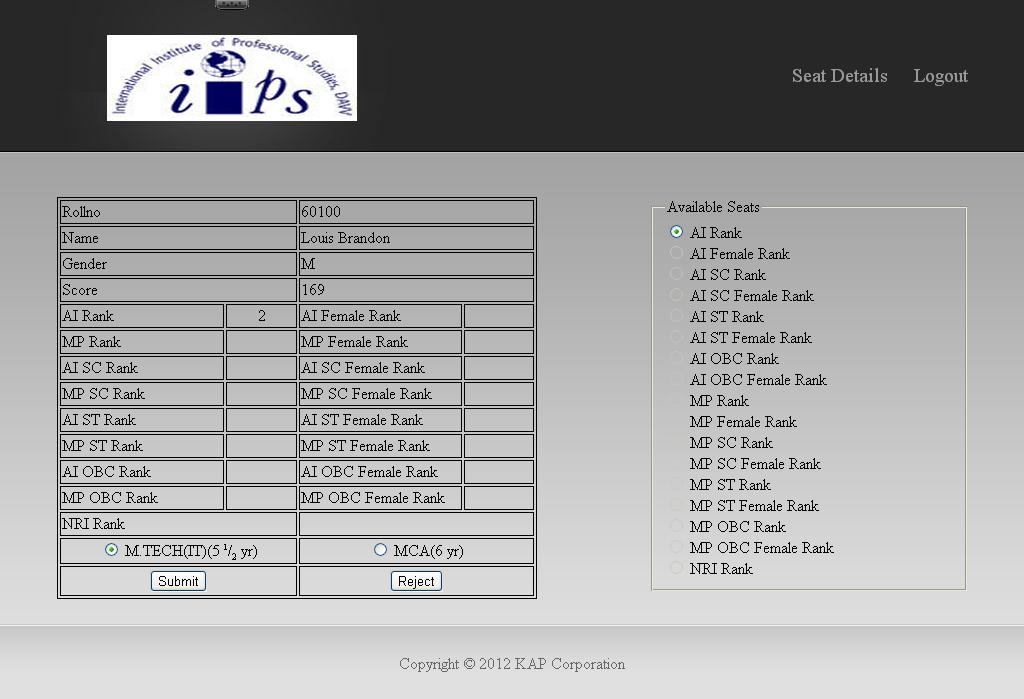 International Institute of Professional Studies, DAVV
i ps
Seat Details Logout
Rollno 60100
Name Louis Brandon
Gender M
Score 169
AI Rank 2 AI Female Rank
MP Rank MP Female Rank
AI SC Rank AI SC Female Rank
MP SC Rank MP SC Female Rank
AI ST Rank AI ST Female Rank
MP ST Rank MP ST Female Rank
AI OBC Rank AI OBC Female Rank
MP OBC Rank MP OBC Female Rank
NRI Rank
M.TECH(IT)(5 1/2 yr) MCA(6 yr)
Submit Reject
Available Seats
AI Rank
AI Female Rank
AI SC Rank
AI SC Female Rank
AI ST Rank
AI ST Female Rank
AI OBC Rank
AI OBC Female Rank
MP Rank
MP Female Rank
MP SC Rank
MP SC Female Rank
MP ST Rank
MP ST Female Rank
MP OBC Rank
MP OBC Female Rank
NRI Rank
Copyright © 2012 KAP Corporation